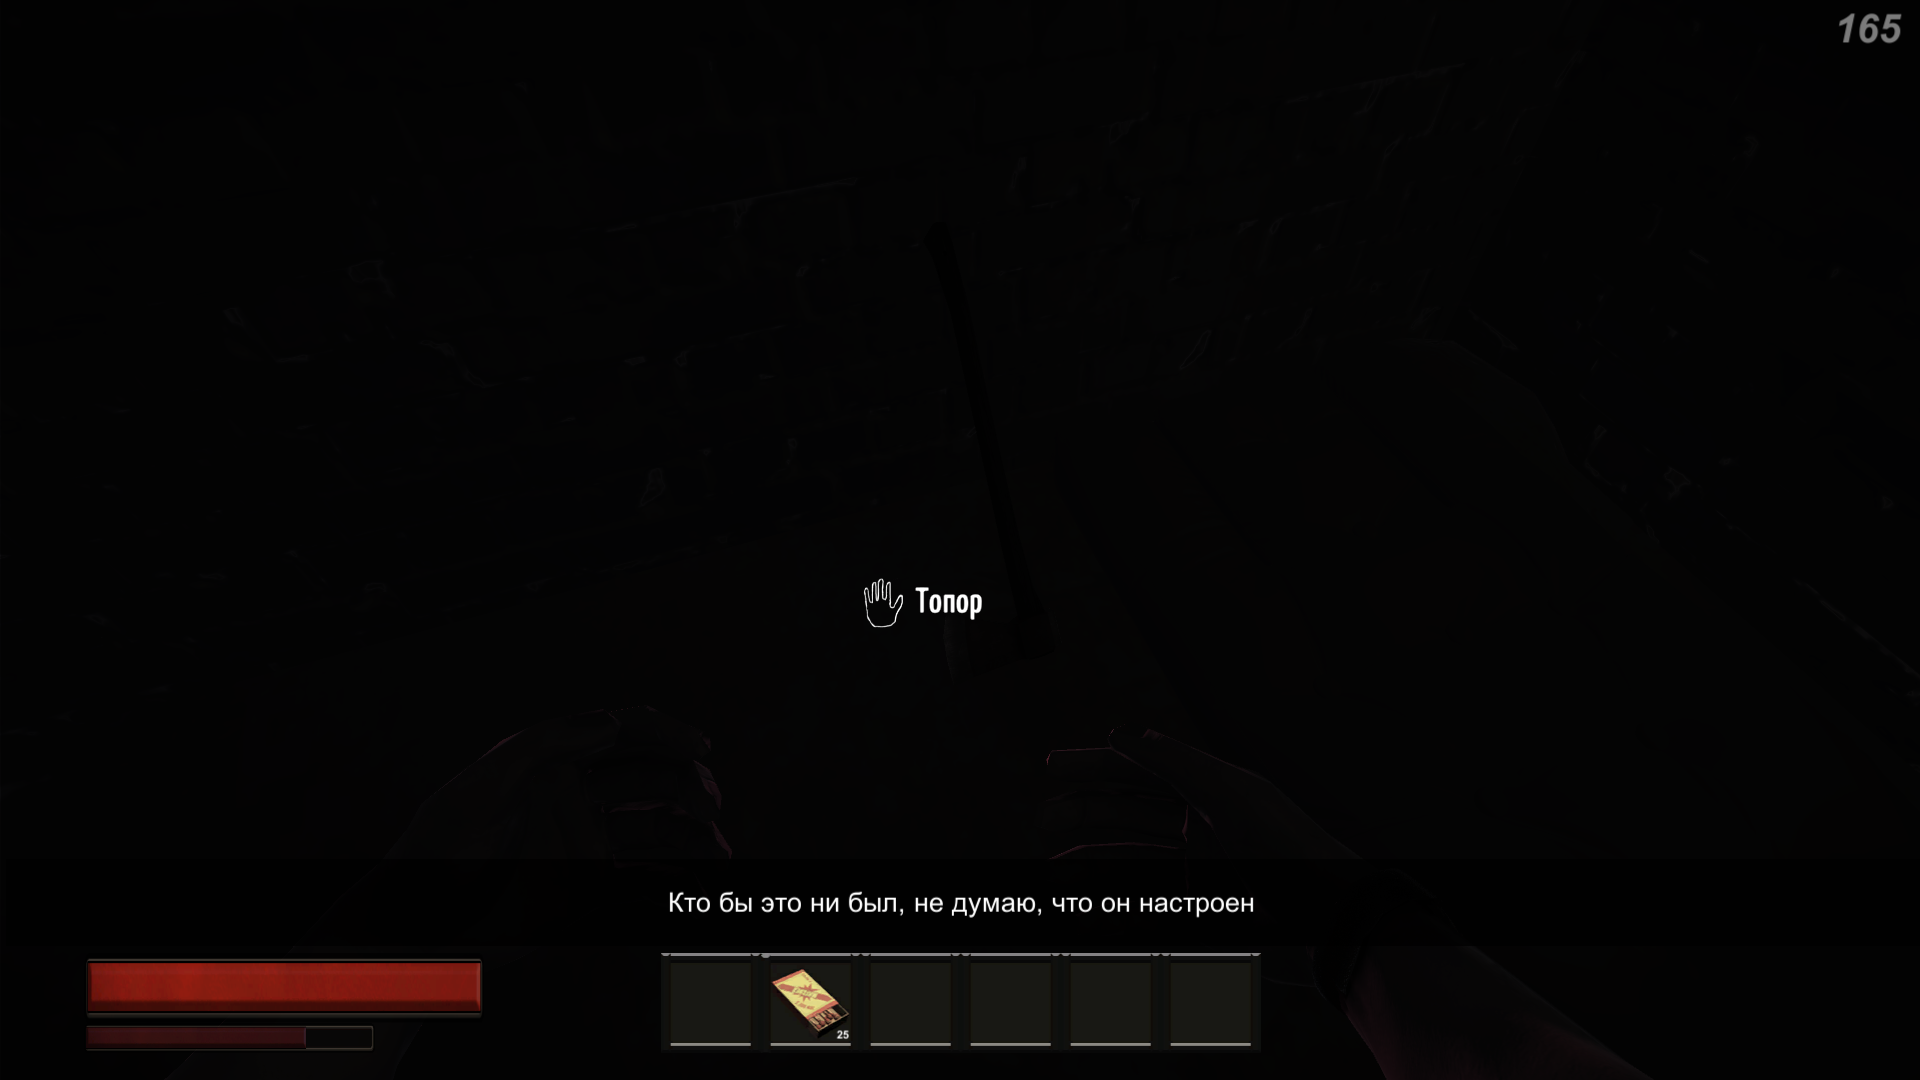 165
Топор
Кто бы это ни был, не думаю, что он настроен
25